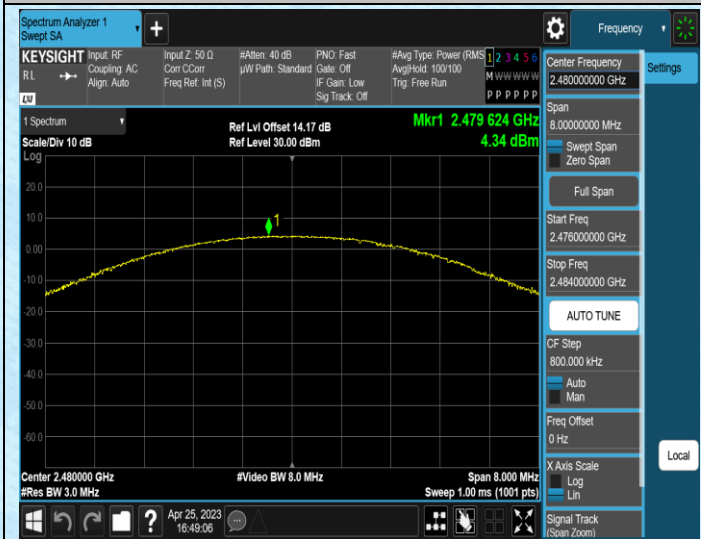 Spectrum Analyzer 1
Swept SA
+
Frequency
KEYSIGHT
RL
LXI
Input: RF
Coupling: AC
Align: Auto
Input Z: 50 Ω
Corr CCorr
Freq Ref: Int (S)
#Atten: 40 dB
µW Path: Standard
PNO: Fast
Gate: Off
IF Gain: Low
Sig Track: Off
#Avg Type: Power (RMS)
Avg|Hold: 100/100
Trig: Free Run
1 2 3 4 5 6
M W W W W W
P P P P P P
1 Spectrum
Scale/Div 10 dB
Log
Ref Lvl Offset 14.17 dB
Ref Level 30.00 dBm
Mkr1 2.479 624 GHz
4.34 dBm
20.0
10.0
0.00
-10.0
-20.0
-30.0
-40.0
-50.0
-60.0
1
Center 2.480000 GHz
#Res BW 3.0 MHz
#Video BW 8.0 MHz
Span 8.000 MHz
Sweep 1.00 ms (1001 pts)
?
Apr 25, 2023
16:49:06
Center Frequency
2.480000000 GHz
Settings
Span
8.00000000 MHz
Swept Span
Zero Span
Full Span
Start Freq
2.476000000 GHz
Stop Freq
2.484000000 GHz
AUTO TUNE
CF Step
800.000 kHz
Auto
Man
Freq Offset
0 Hz
X Axis Scale
Log
Lin
Local
Signal Track
(Span Zoom)